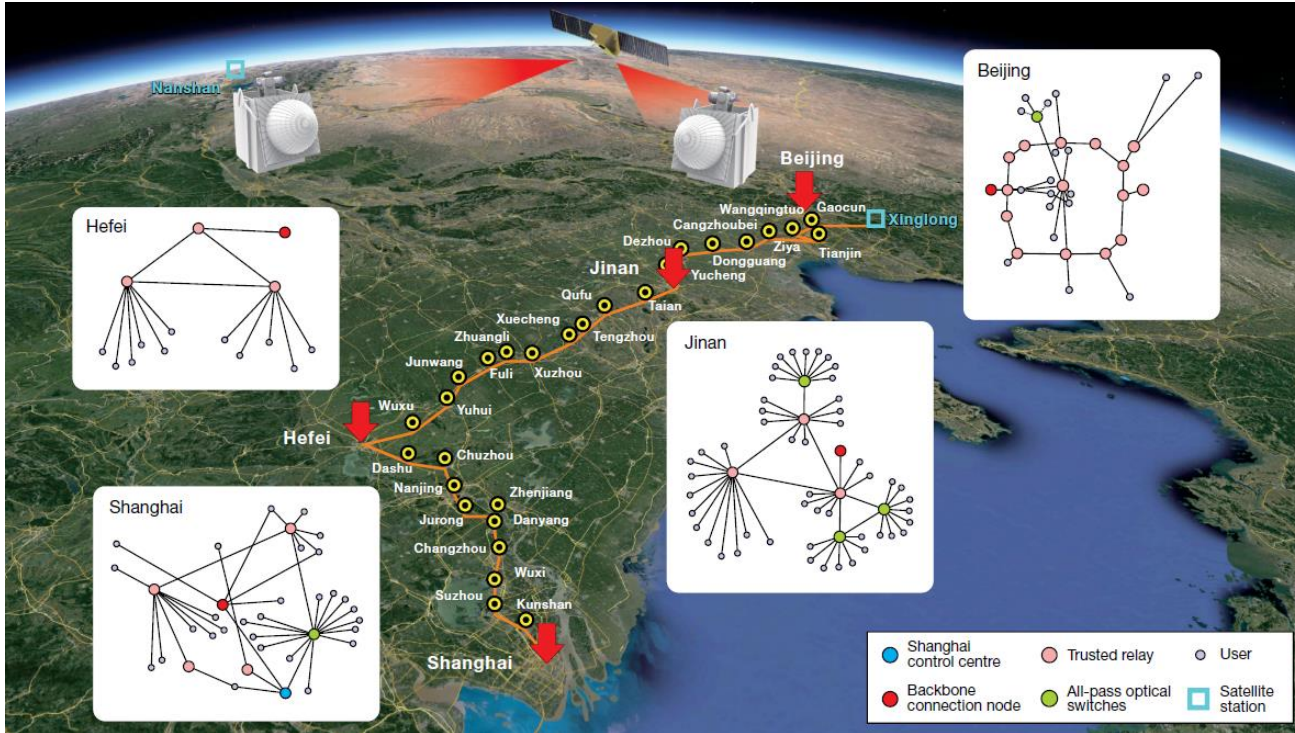 Nanshan
Beijing
Beijing
Wangqingtuo
Gaocun
Cangzhoubei
Xinglong
Hefei
Dezhou
Ziya
Tianjin
Dongguang
Jinan
Yucheng
Qufu
Taian
Xuecheng
Tengzhou
Zhuangli
Jinan
Junwang
Xuzhou
Fuli
Wuxu
Yuhui
Hefei
Chuzhou
Dashu
Nanjing
Zhenjiang
Shanghai
Jurong
Danyang
Changzhou
Wuxi
Suzhou
Kunshan
Shanghai
Shanghai
control centre
Trusted relay
User
Backbone
connection node
All-pass optical
switches
Satellite
station